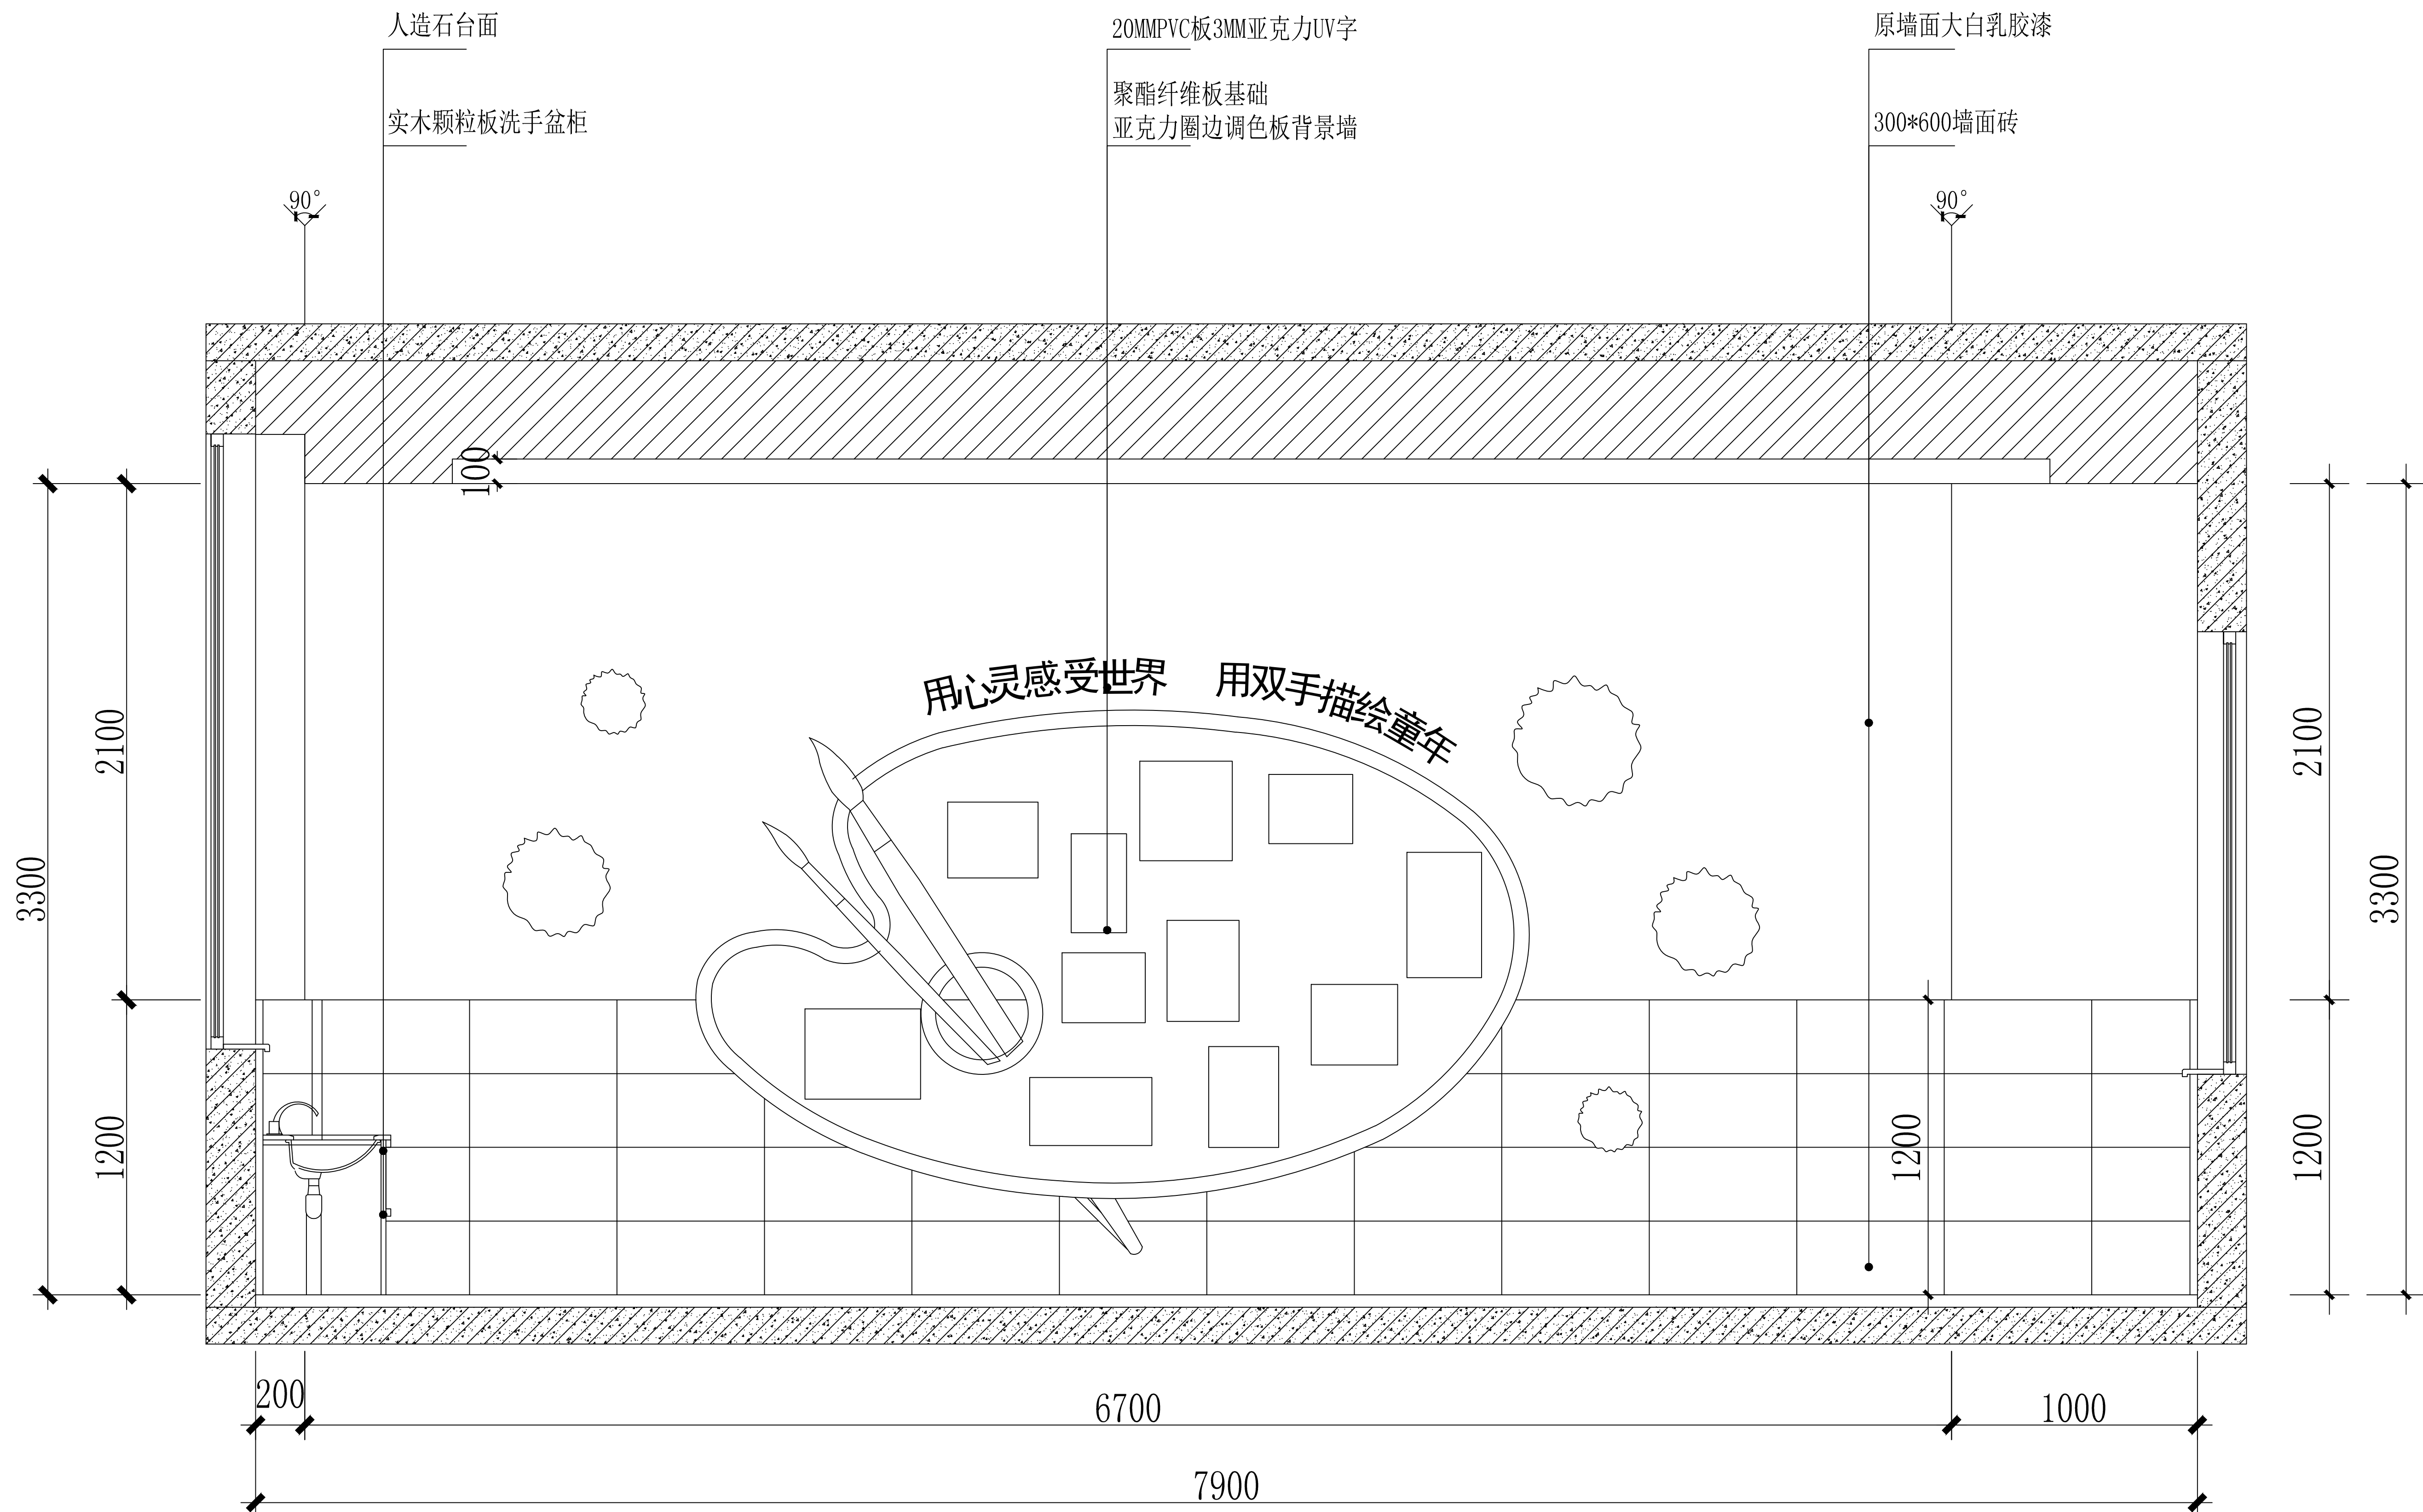 人造石台面
20MMPVC板3MM亚克力UV字
原墙面大白乳胶漆
实木颗粒板洗手盆柜
聚酯纤维板基础
亚克力圈边调色板背景墙
300*600墙面砖
90°
90°
100
用心灵感受世界 用双手描绘童年
2100
3300
1200
2100
3300
1200
1200
200
6700
1000
7900